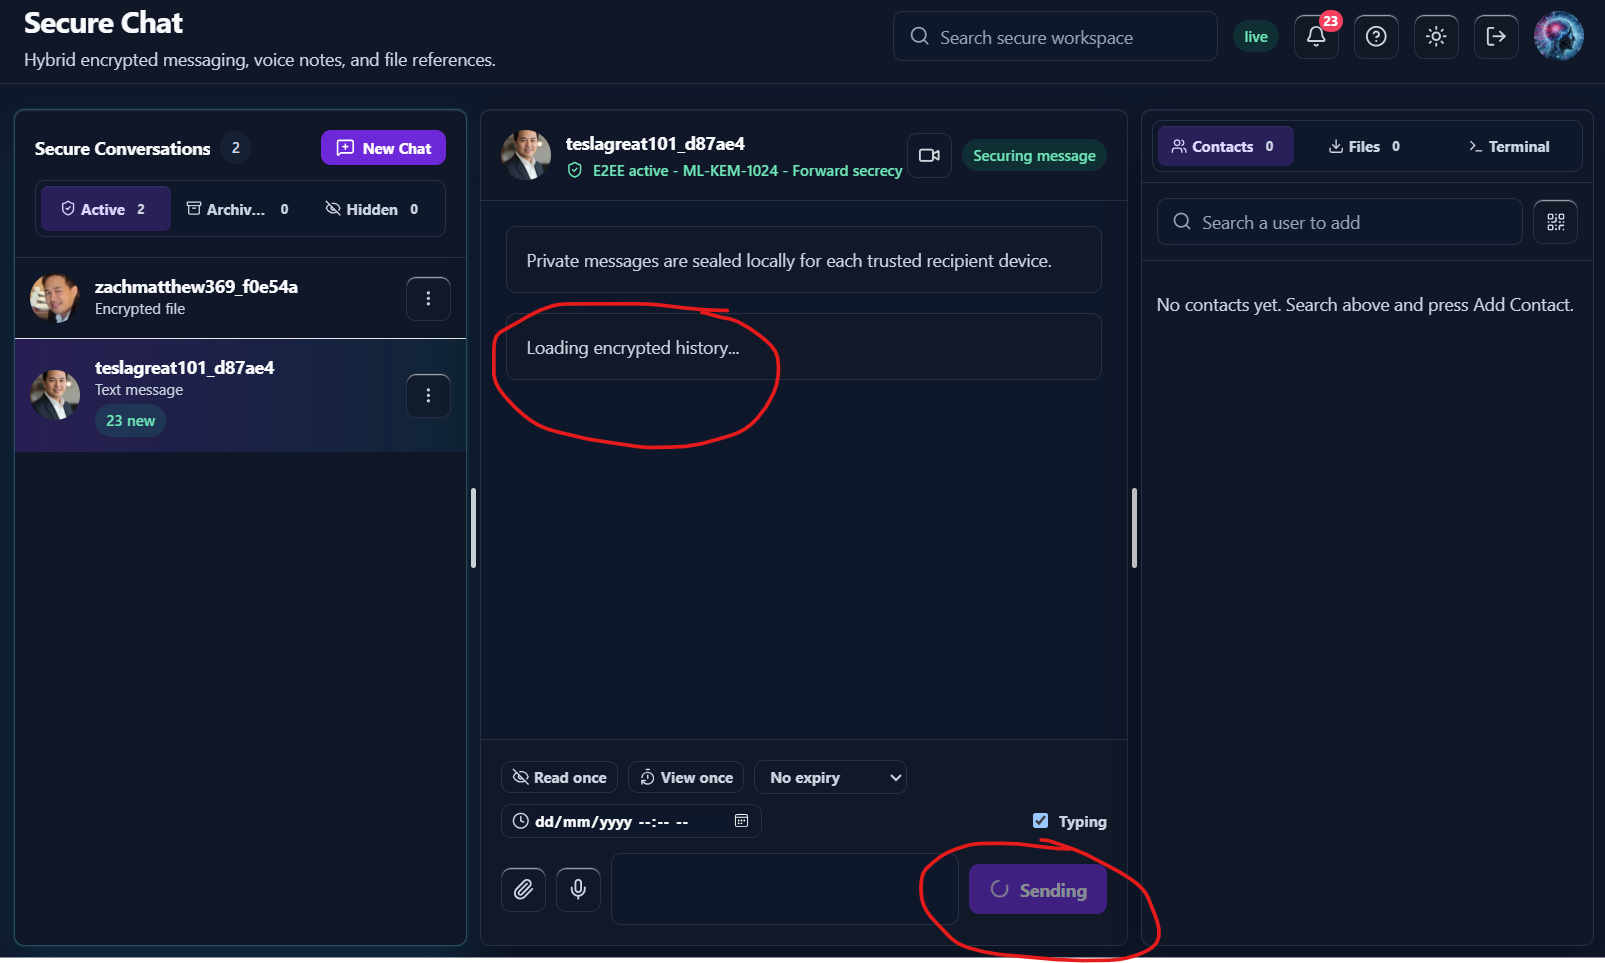 Secure Chat
Hybrid encrypted messaging, voice notes, and file references.
Search secure workspace
live
23
Secure Conversations 2
New Chat
Active 2
Archiv... 0
Hidden 0
zachmatthew369_f0e54a
Encrypted file
teslagreat101_d87ae4
Text message
23 new
teslagreat101_d87ae4
E2EE active - ML-KEM-1024 - Forward secrecy
Securing message
Private messages are sealed locally for each trusted recipient device.
Loading encrypted history...
Read once
View once
No expiry
dd/mm/yyyy --:-- --
Typing
Sending
Contacts 0
Files 0
Terminal
Search a user to add
No contacts yet. Search above and press Add Contact.